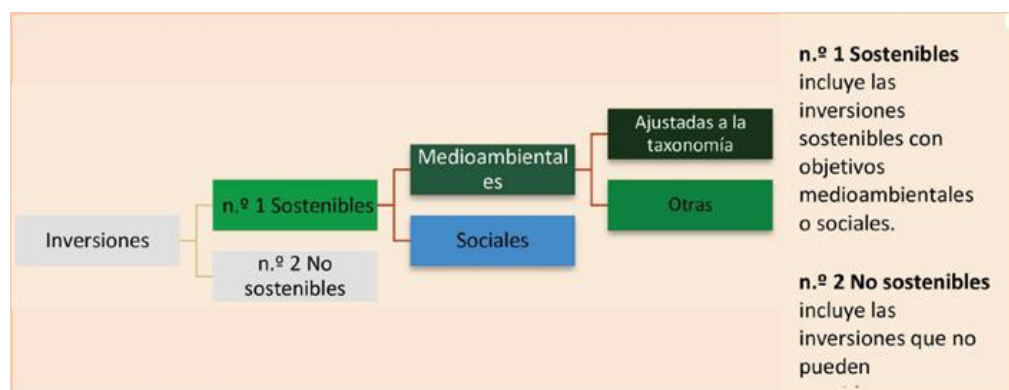 Inversiones
n.º 1 Sostenibles
n.º 2 No
sostenibles
Medioambiental
es
Sociales
Ajustadas a la
taxonomía
Otras
n.º 1 Sostenibles
incluye las
inversiones
sostenibles con
objetivos
medioambientales
o sociales.
n.º 2 No sostenibles
incluye las
inversiones que no
pueden